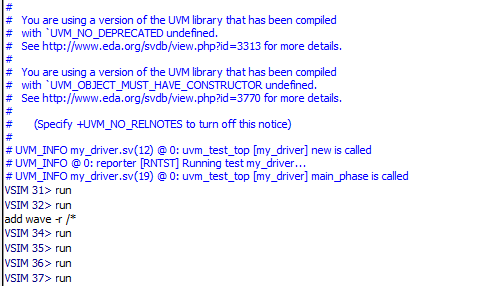 #
#   You are using a version of the UVM library that has been compiled
#   with `UVM_NO_DEPRECATED undefined.
#   See http://www.eda.org/svdb/view.php?id=3313 for more details.
#
#   You are using a version of the UVM library that has been compiled
#   with `UVM_OBJECT_MUST_HAVE_CONSTRUCTOR undefined.
#   See http://www.eda.org/svdb/view.php?id=3770 for more details.
#
#       (Specify +UVM_NO_RELNOTES to turn off this notice)
#
# UVM_INFO my_driver.sv(12) @ 0: uvm_test_top [my_driver] new is called
# UVM_INFO @ 0: reporter [RNTST] Running test my_driver...
# UVM_INFO my_driver.sv(19) @ 0: uvm_test_top [my_driver] main_phase is called
VSIM 31> run
VSIM 32> run
add wave -r /*
VSIM 34> run
VSIM 35> run
VSIM 36> run
VSIM 37> run